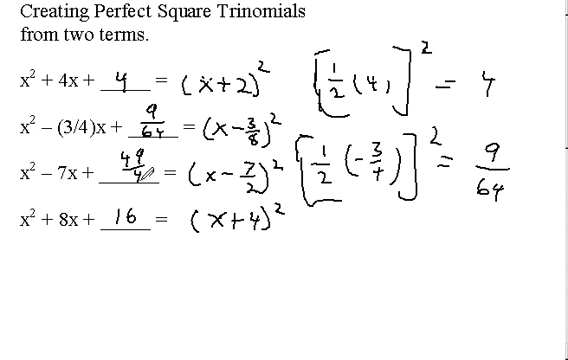 Creating Perfect Square Trinomials
from two terms.
x² + 4x + 4 = (x+2)² [1/2 (4)]² = 4
x² – (3/4)x + 9/64 = (x-3/8)² [1/2 (-3/4)]² = 9/64
x² – 7x + 49/4 = (x-7/2)²
x² + 8x + 16 = (x+4)²